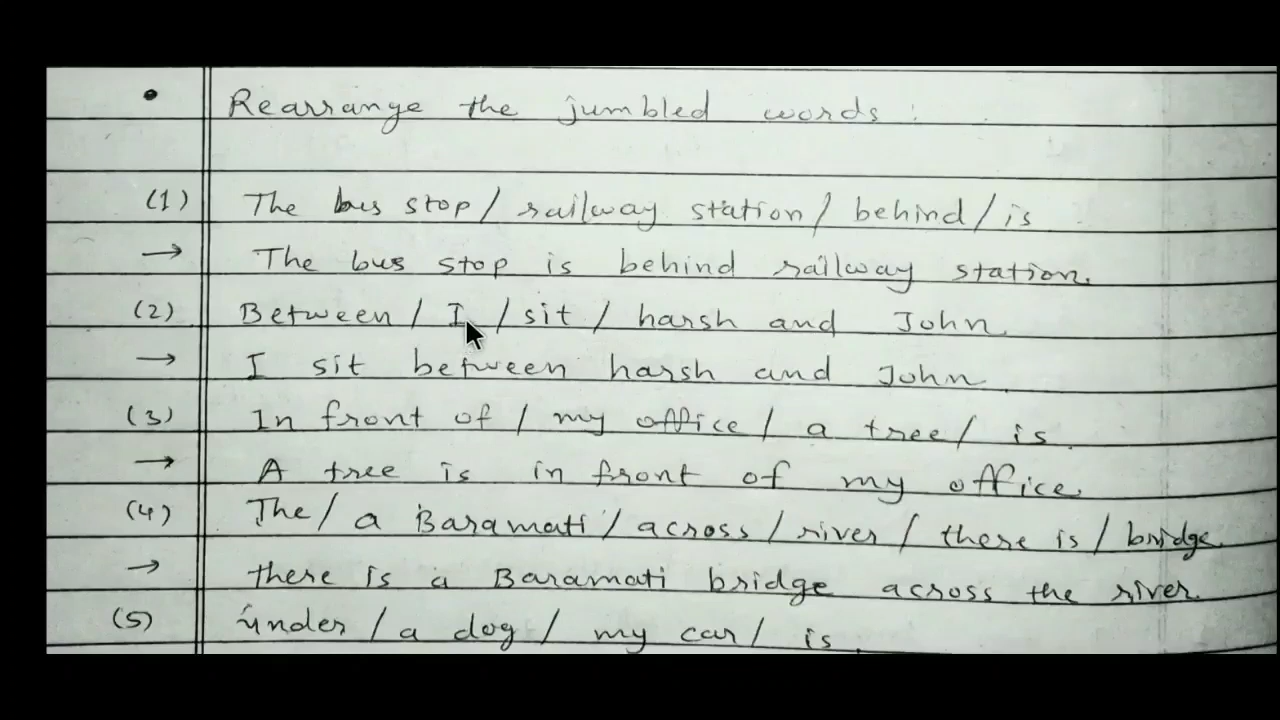 • Rearrange the jumbled words :
(1) The bus stop / railway station / behind / is
→ The bus stop is behind railway station.
(2) Between / I / sit / harsh and John.
→ I sit between harsh and John.
(3) In front of / my office / a tree / is.
→ A tree is in front of my office.
(4) The / a Baramati / across / river / there is / bridge.
→ there is a Baramati bridge across the river.
(5) under / a dog / my car / is.